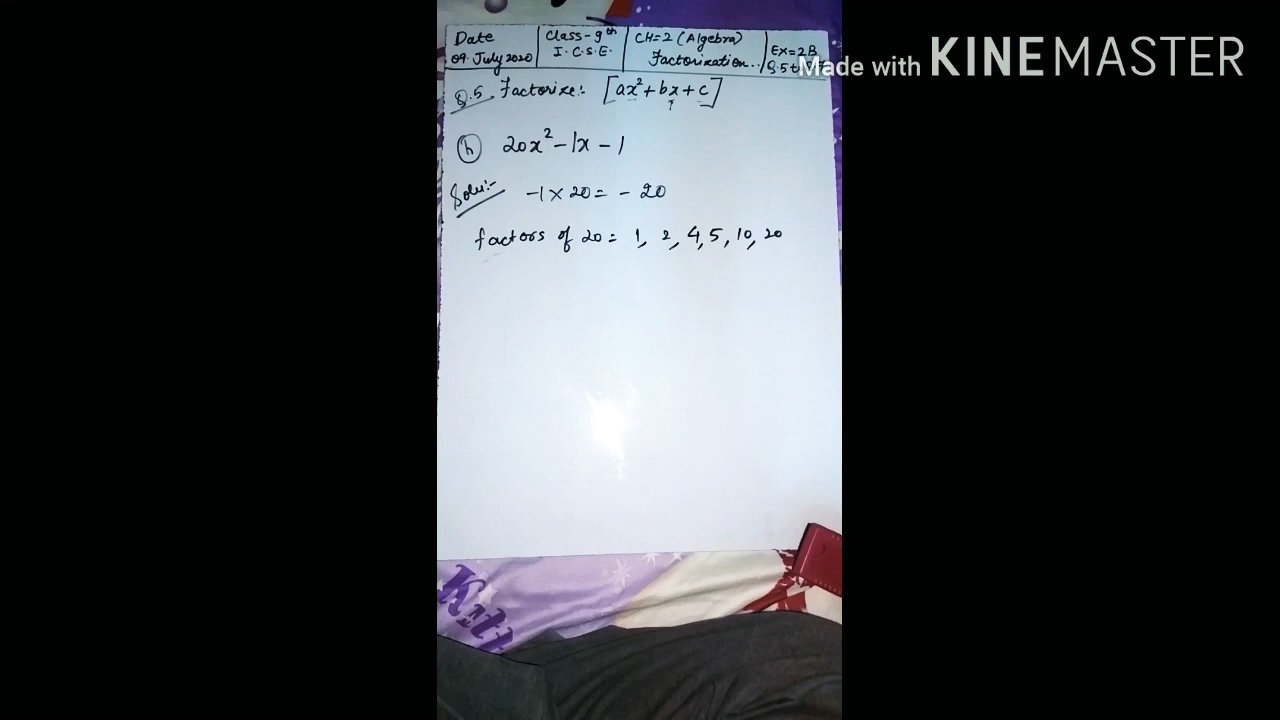 Made with KINEMASTER
Date
09. July 2020
Class - 9th
I.C.S.E.
CH=2 (Algebra)
Factorization..
EX=2B
Q.5
Q.5 Factorize:- [ax²+bx+c]
(h) 20x² - 1x - 1
Solu:- -1 × 20 = - 20
factors of 20 = 1, 2, 4, 5, 10, 20